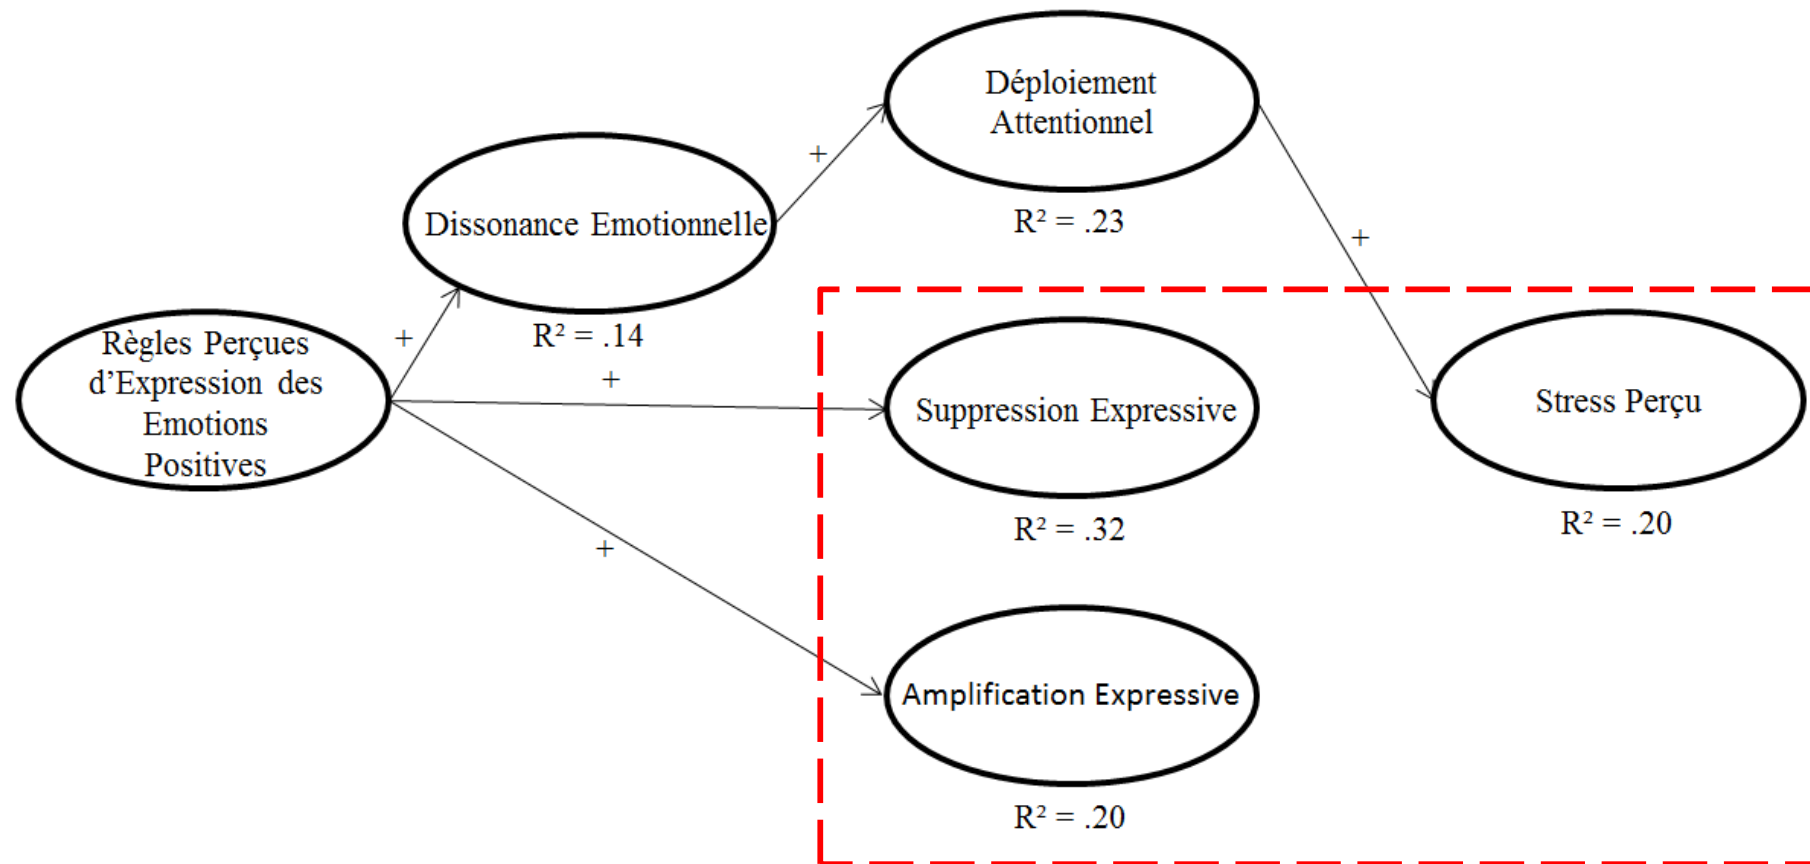 Déploiement
Attentionnel
+
Dissonance Emotionnelle
R² = .23
+
Règles Perçues
d’Expression des
Emotions
Positives
+
R² = .14
+
Suppression Expressive
Stress Perçu
R² = .32
R² = .20
+
Amplification Expressive
R² = .20